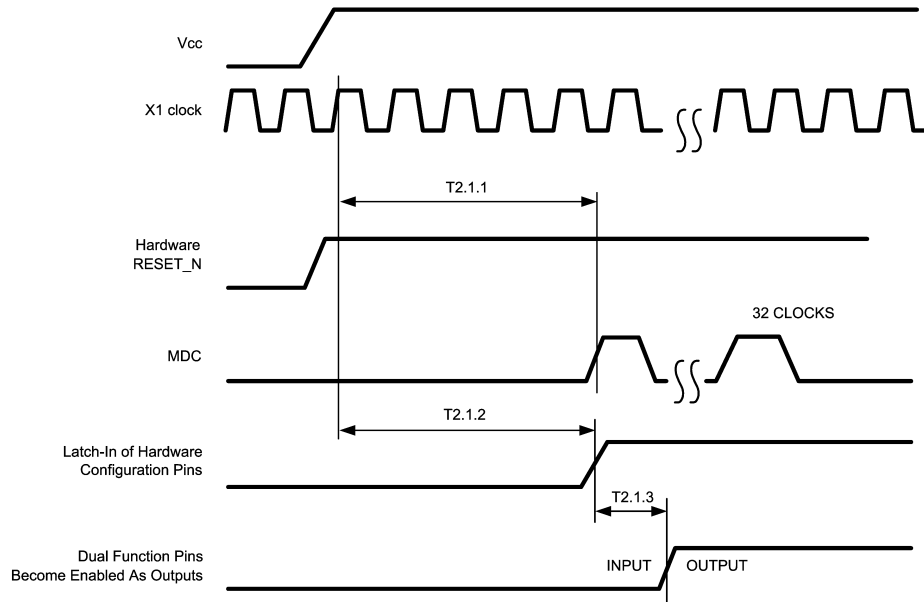 Vcc
X1 clock
T2.1.1
Hardware
RESET_N
32 CLOCKS
MDC
T2.1.2
Latch-In of Hardware
Configuration Pins
T2.1.3
Dual Function Pins
Become Enabled As Outputs
INPUT
OUTPUT